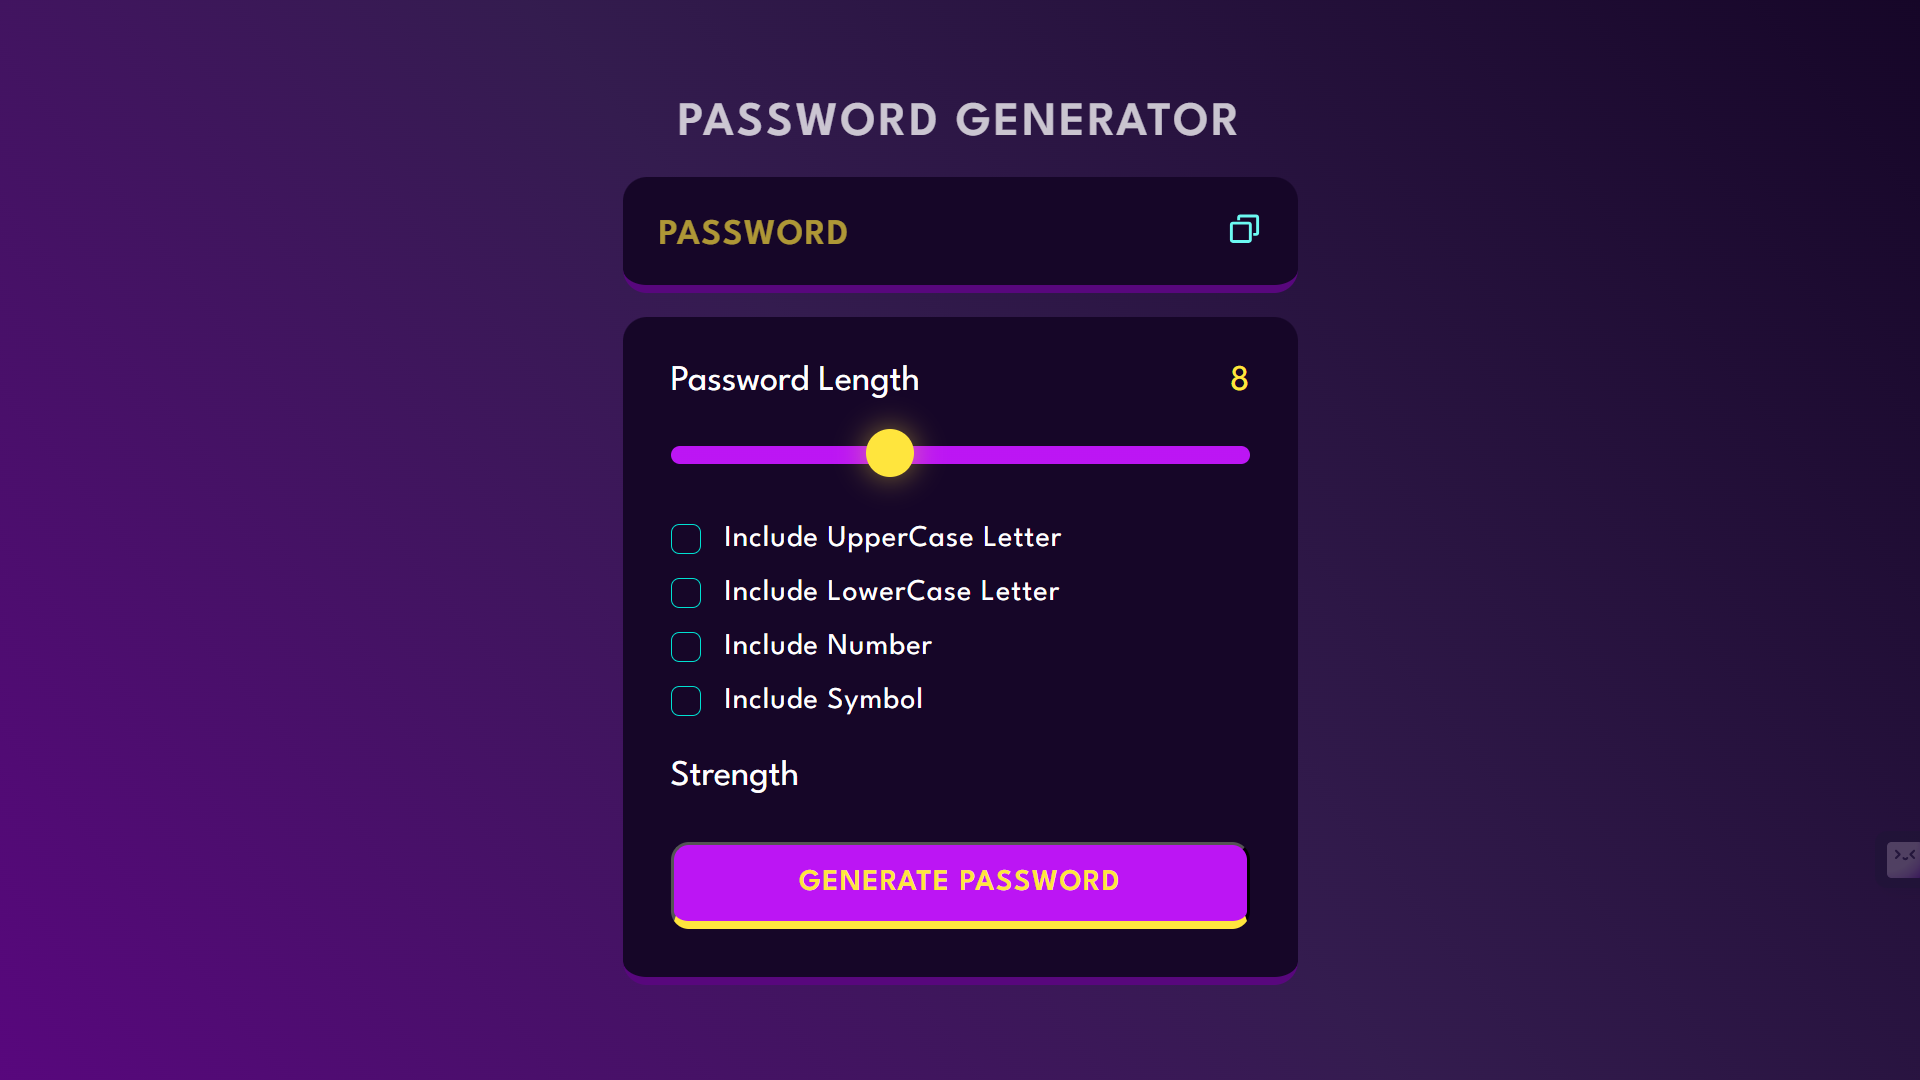 PASSWORD GENERATOR
PASSWORD
Password Length 8
Include UpperCase Letter
Include LowerCase Letter
Include Number
Include Symbol
Strength
GENERATE PASSWORD